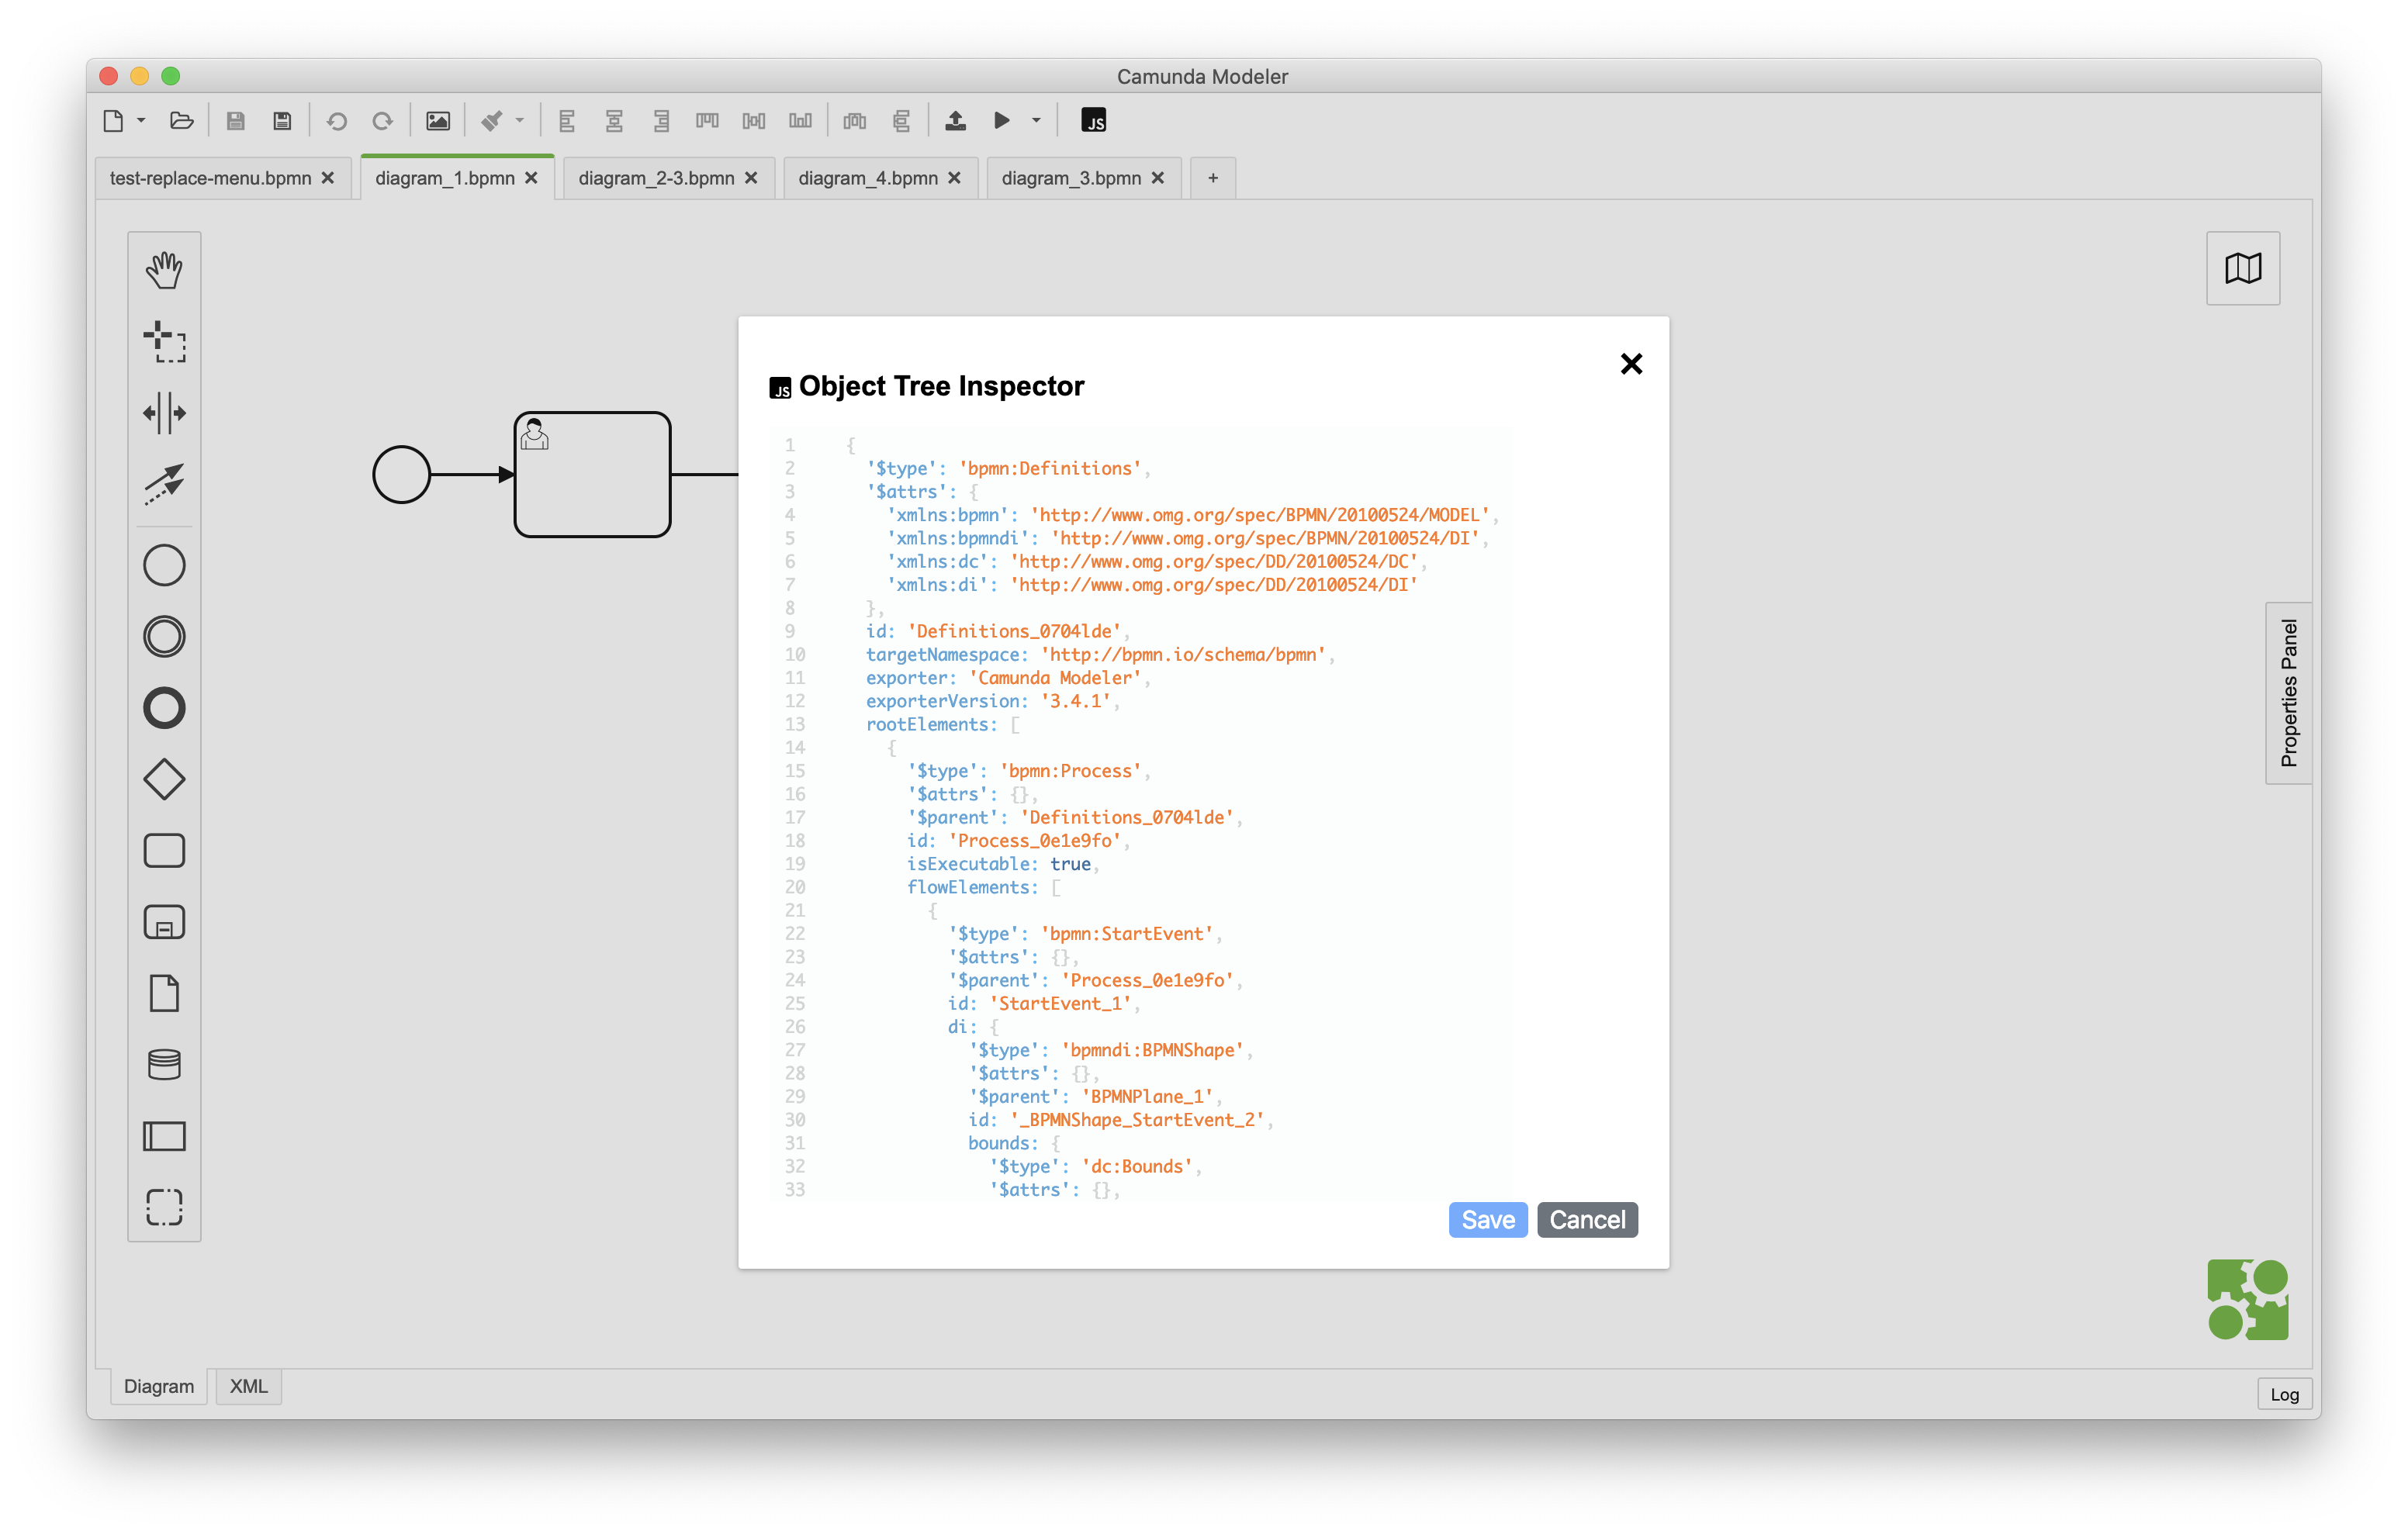 Camunda Modeler
JS
test-replace-menu.bpmn
diagram_1.bpmn
diagram_2-3.bpmn
diagram_4.bpmn
diagram_3.bpmn
+
JS Object Tree Inspector
1 {
2 '$type': 'bpmn:Definitions',
3 '$attrs': {
4 'xmlns:bpmn': 'http://www.omg.org/spec/BPMN/20100524/MODEL',
5 'xmlns:bpmndi': 'http://www.omg.org/spec/BPMN/20100524/DI',
6 'xmlns:dc': 'http://www.omg.org/spec/DD/20100524/DC',
7 'xmlns:di': 'http://www.omg.org/spec/DD/20100524/DI'
8 },
9 id: 'Definitions_0704lde',
10 targetNamespace: 'http://bpmn.io/schema/bpmn',
11 exporter: 'Camunda Modeler',
12 exporterVersion: '3.4.1',
13 rootElements: [
14 {
15 '$type': 'bpmn:Process',
16 '$attrs': {},
17 '$parent': 'Definitions_0704lde',
18 id: 'Process_0e1e9fo',
19 isExecutable: true,
20 flowElements: [
21 {
22 '$type': 'bpmn:StartEvent',
23 '$attrs': {},
24 '$parent': 'Process_0e1e9fo',
25 id: 'StartEvent_1',
26 di: {
27 '$type': 'bpmndi:BPMNShape',
28 '$attrs': {},
29 '$parent': 'BPMNPlane_1',
30 id: '_BPMNShape_StartEvent_2',
31 bounds: {
32 '$type': 'dc:Bounds',
33 '$attrs': {},
Save
Cancel
Properties Panel
Diagram
XML
Log